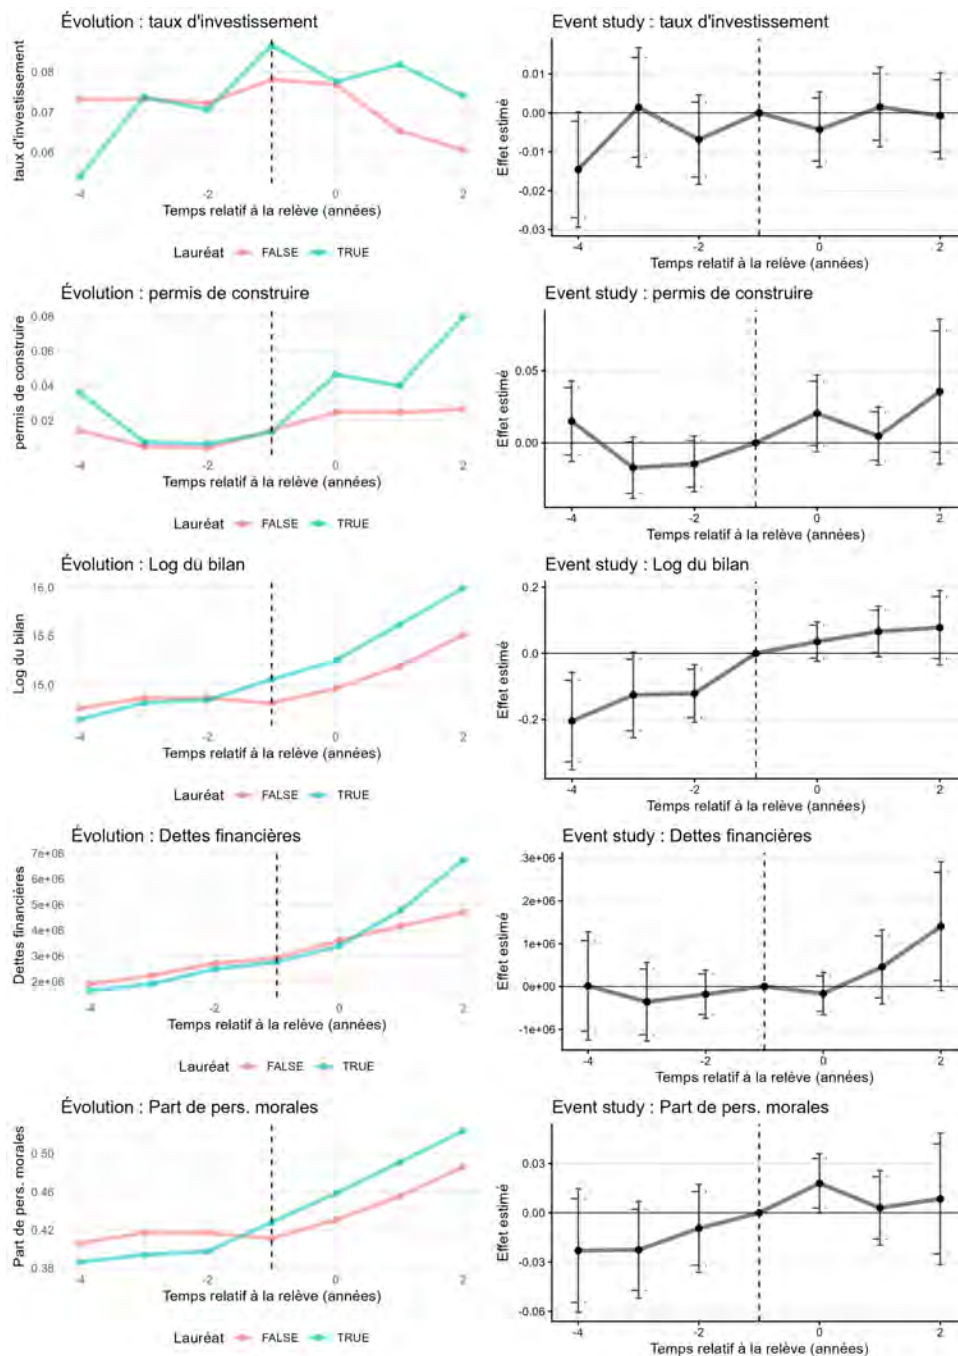 Évolution : taux d'investissement
taux d'investissement
0.08
0.07
0.06
-4
-2
0
2
Temps relatif à la relève (années)
Lauréat FALSE TRUE
Event study : taux d'investissement
Effet estimé
0.01
0.00
-0.01
-0.02
-0.03
-4
-2
0
2
Temps relatif à la relève (années)
Évolution : permis de construire
permis de construire
0.08
0.06
0.04
0.02
-4
-2
0
2
Temps relatif à la relève (années)
Lauréat FALSE TRUE
Event study : permis de construire
Effet estimé
0.05
0.00
-4
-2
0
2
Temps relatif à la relève (années)
Évolution : Log du bilan
Log du bilan
16.0
15.5
15.0
-4
-2
0
2
Temps relatif à la relève (années)
Lauréat FALSE TRUE
Event study : Log du bilan
Effet estimé
0.2
0.0
-0.2
-4
-2
0
2
Temps relatif à la relève (années)
Évolution : Dettes financières
Dettes financières
7e+06
6e+06
5e+06
4e+06
3e+06
2e+06
-4
-2
0
2
Temps relatif à la relève (années)
Lauréat FALSE TRUE
Event study : Dettes financières
Effet estimé
3e+06
2e+06
1e+06
0e+00
-1e+06
-4
-2
0
2
Temps relatif à la relève (années)
Évolution : Part de pers. morales
Part de pers. morales
0.50
0.46
0.42
0.38
-4
-2
0
2
Temps relatif à la relève (années)
Lauréat FALSE TRUE
Event study : Part de pers. morales
Effet estimé
0.03
0.00
-0.03
-0.06
-4
-2
0
2
Temps relatif à la relève (années)